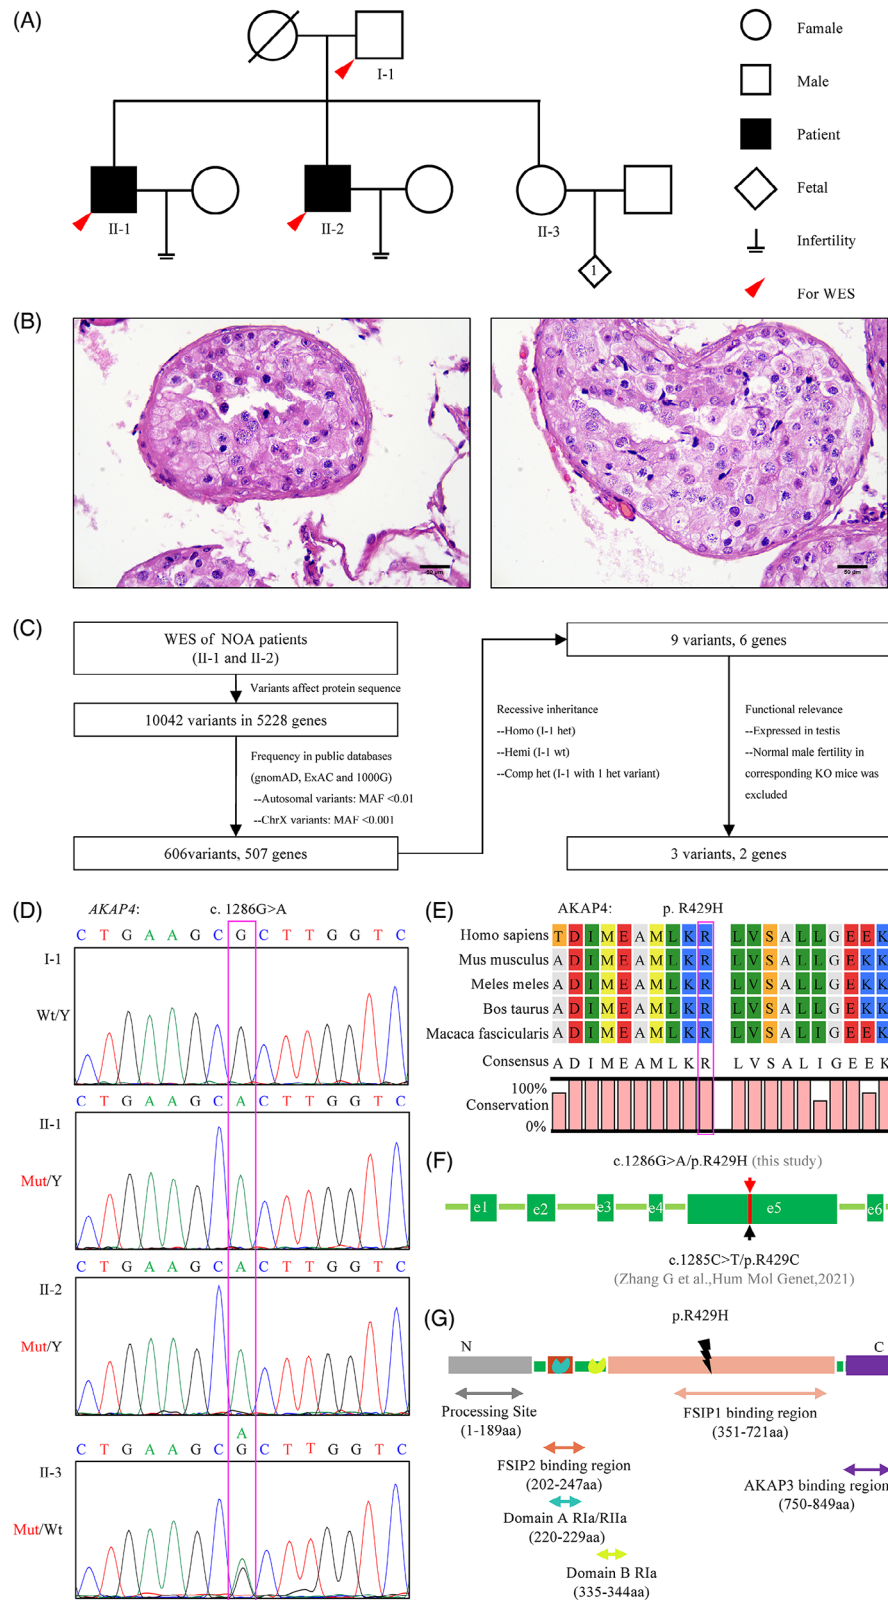 (A)
I-1
II-1
II-2
II-3
1
Famale
Male
Patient
Fetal
Infertility
For WES
(B)
50 μm
50 μm
(C)
WES of NOA patients
(II-1 and II-2)
Variants affect protein sequence
10042 variants in 5228 genes
Frequency in public databases
(gnomAD, ExAC and 1000G)
--Autosomal variants: MAF <0.01
--ChrX variants: MAF <0.001
606variants, 507 genes
Recessive inheritance
--Homo (I-1 het)
--Hemi (I-1 wt)
--Comp het (I-1 with 1 het variant)
9 variants, 6 genes
Functional relevance
--Expressed in testis
--Normal male fertility in
corresponding KO mice was
excluded
3 variants, 2 genes
(D)
AKAP4: c. 1286G>A
C T G A A G C G C T T G G T C
I-1
Wt/Y
C T G A A G C A C T T G G T C
II-1
Mut/Y
C T G A A G C A C T T G G T C
II-2
Mut/Y
A
C T G A A G C G C T T G G T C
II-3
Mut/Wt
(E)
AKAP4: p. R429H
Homo sapiens T D I M E A M L K R L V S A L L G E E K
Mus musculus A D I M E A M L K R L V S A L L G E K K
Meles meles A D I M E A M L K R L V S A L L G E K K
Bos taurus A D I M E A M L K R L V S A L L G E K K
Macaca fascicularis A D I M E A M L K R L V S A L I G E E K
Consensus A D I M E A M L K R L V S A L I G E E K
100%
Conservation
0%
(F)
c.1286G>A/p.R429H (this study)
e1 e2 e3 e4 e5 e6
c.1285C>T/p.R429C
(Zhang G et al.,Hum Mol Genet,2021)
(G)
p.R429H
N C
Processing Site
(1-189aa)
FSIP1 binding region
(351-721aa)
FSIP2 binding region
(202-247aa)
AKAP3 binding region
(750-849aa)
Domain A RIa/RIIa
(220-229aa)
Domain B RIa
(335-344aa)